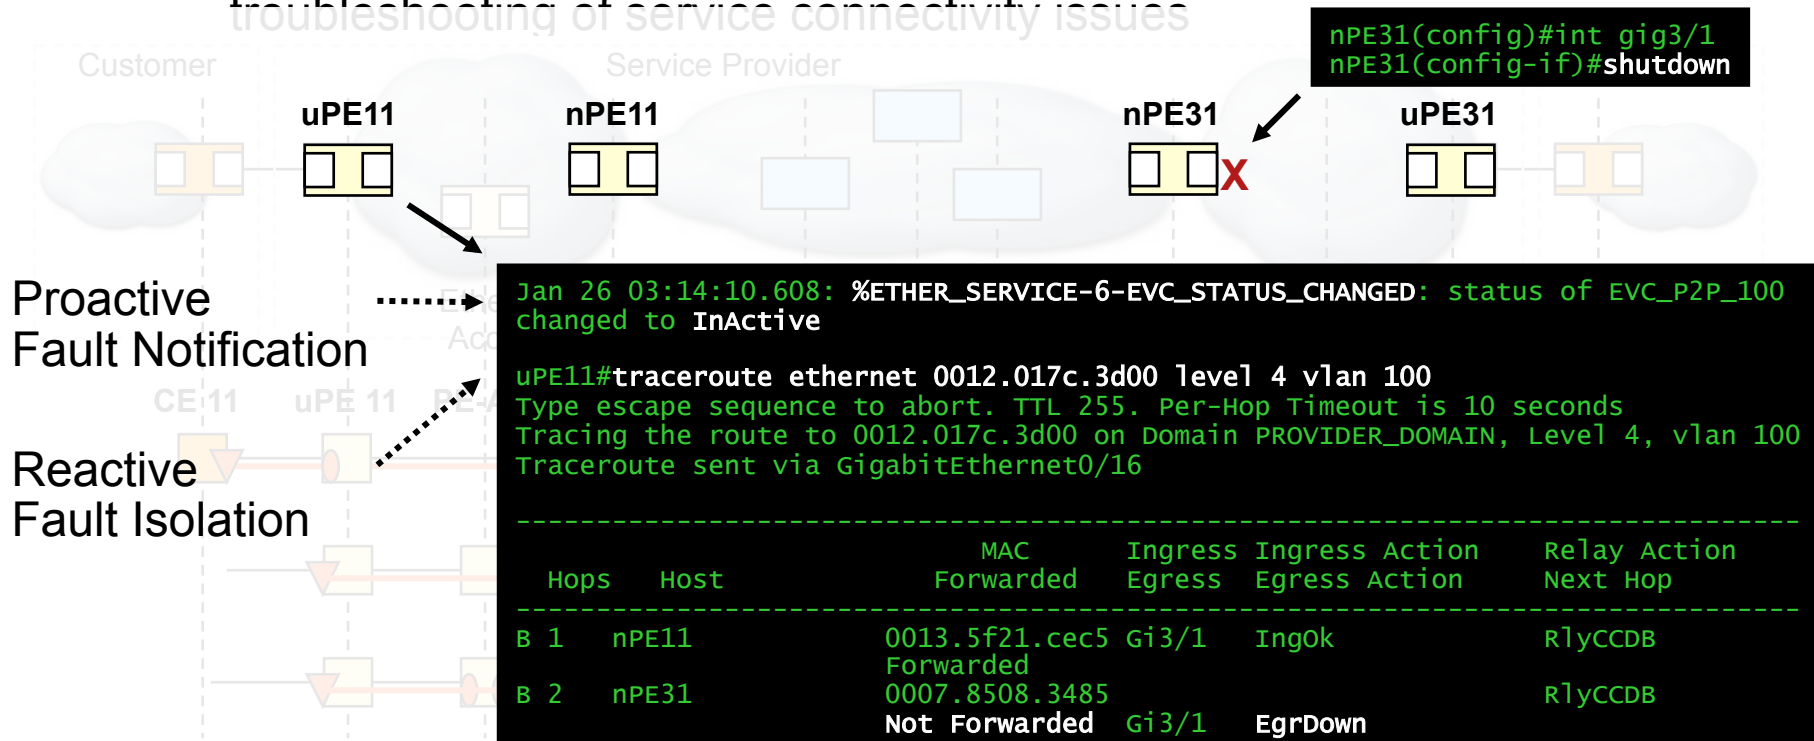 troubleshooting of service connectivity issues
nPE31(config)#int gig3/1
nPE31(config-if)#shutdown
Customer
Service Provider
uPE11
nPE11
nPE31
uPE31
X
Proactive
Fault Notification
Reactive
Fault Isolation
CE 11
uPE 11
Jan 26 03:14:10.608: %ETHER_SERVICE-6-EVC_STATUS_CHANGED: status of EVC_P2P_100
changed to InActive
uPE11#traceroute ethernet 0012.017c.3d00 level 4 vlan 100
Type escape sequence to abort. TTL 255. Per-Hop Timeout is 10 seconds
Tracing the route to 0012.017c.3d00 on Domain PROVIDER_DOMAIN, Level 4, vlan 100
Traceroute sent via GigabitEthernet0/16
--------------------------------------------------------------------------------
MAC Ingress Ingress Action Relay Action
Hops Host Forwarded Egress Egress Action Next Hop
--------------------------------------------------------------------------------
B 1 nPE11 0013.5f21.cec5 Gi3/1 IngOk RlyCCDB
Forwarded
B 2 nPE31 0007.8508.3485 RlyCCDB
Not Forwarded Gi3/1 EgrDown